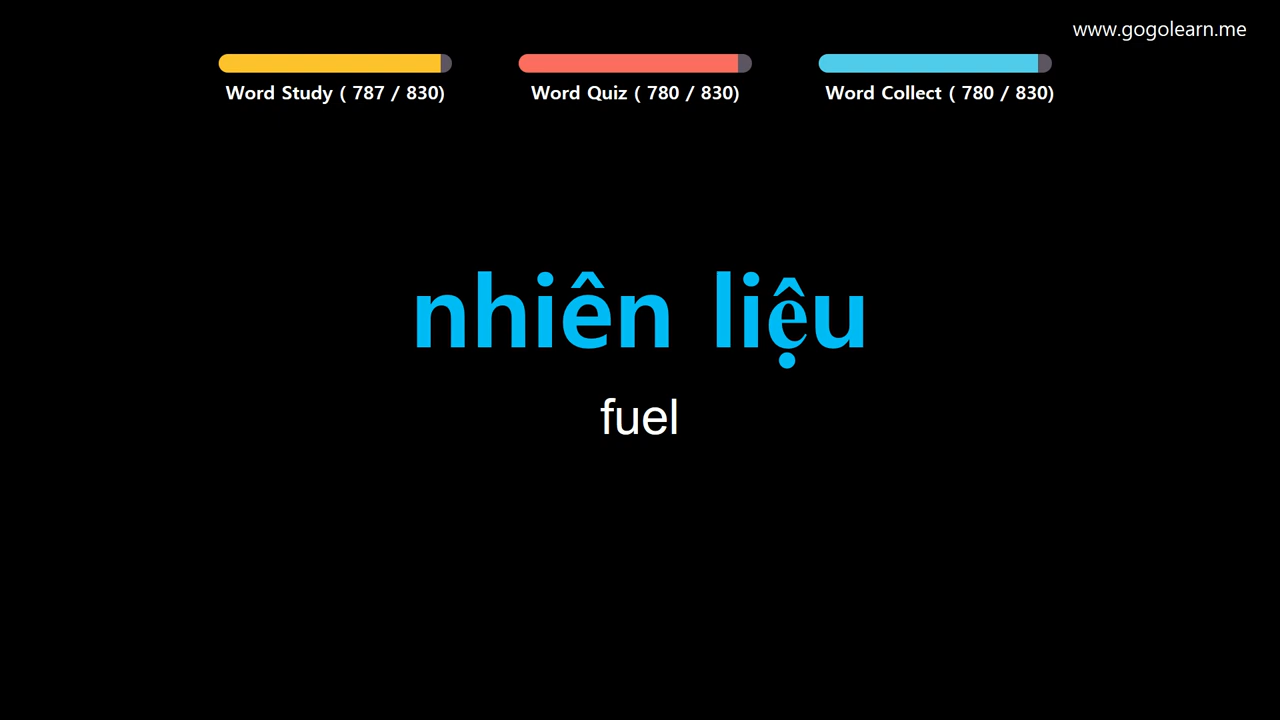 www.gogolearn.me
Word Study ( 787 / 830)
Word Quiz ( 780 / 830)
Word Collect ( 780 / 830)
nhiên liệu
fuel